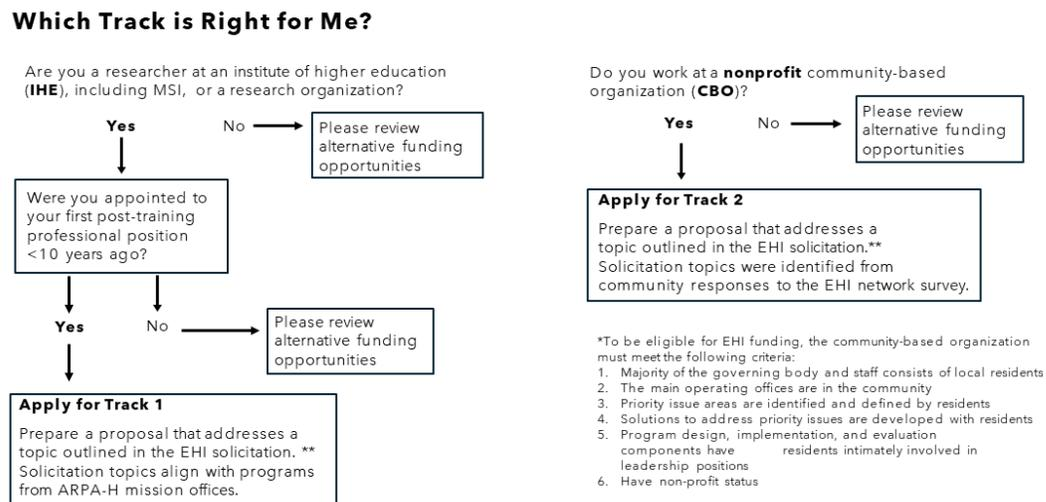 Which Track is Right for Me?
Are you a researcher at an institute of higher education
(IHE), including MSI, or a research organization?
Yes
No
Please review
alternative funding
opportunities
Were you appointed to
your first post-training
professional position
<10 years ago?
Yes
No
Please review
alternative funding
opportunities
Apply for Track 1
Prepare a proposal that addresses a
topic outlined in the EHI solicitation. **
Solicitation topics align with programs
from ARPA-H mission offices.
Do you work at a nonprofit community-based
organization (CBO)?
Yes
No
Please review
alternative funding
opportunities
Apply for Track 2
Prepare a proposal that addresses a
topic outlined in the EHI solicitation.**
Solicitation topics were identified from
community responses to the EHI network survey.
*To be eligible for EHI funding, the community-based organization
must meet the following criteria:
1. Majority of the governing body and staff consists of local residents
2. The main operating offices are in the community
3. Priority issue areas are identified and defined by residents
4. Solutions to address priority issues are developed with residents
5. Program design, implementation, and evaluation
components have residents intimately involved in
leadership positions
6. Have non-profit status